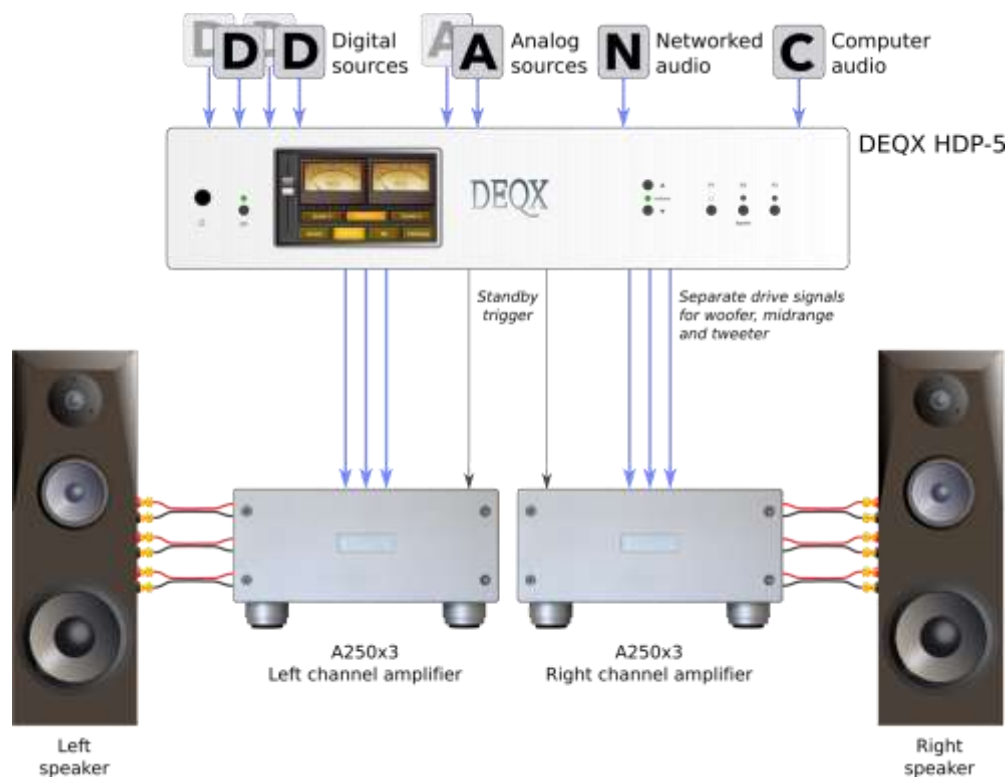 D D Digital
sources
D D
A A Analog
sources
N Networked
audio
C Computer
audio
DEQX HDP-5
DEQX
Standby
trigger
Separate drive signals
for woofer, midrange
and tweeter
A250x3
Left channel amplifier
A250x3
Right channel amplifier
Left
speaker
Right
speaker